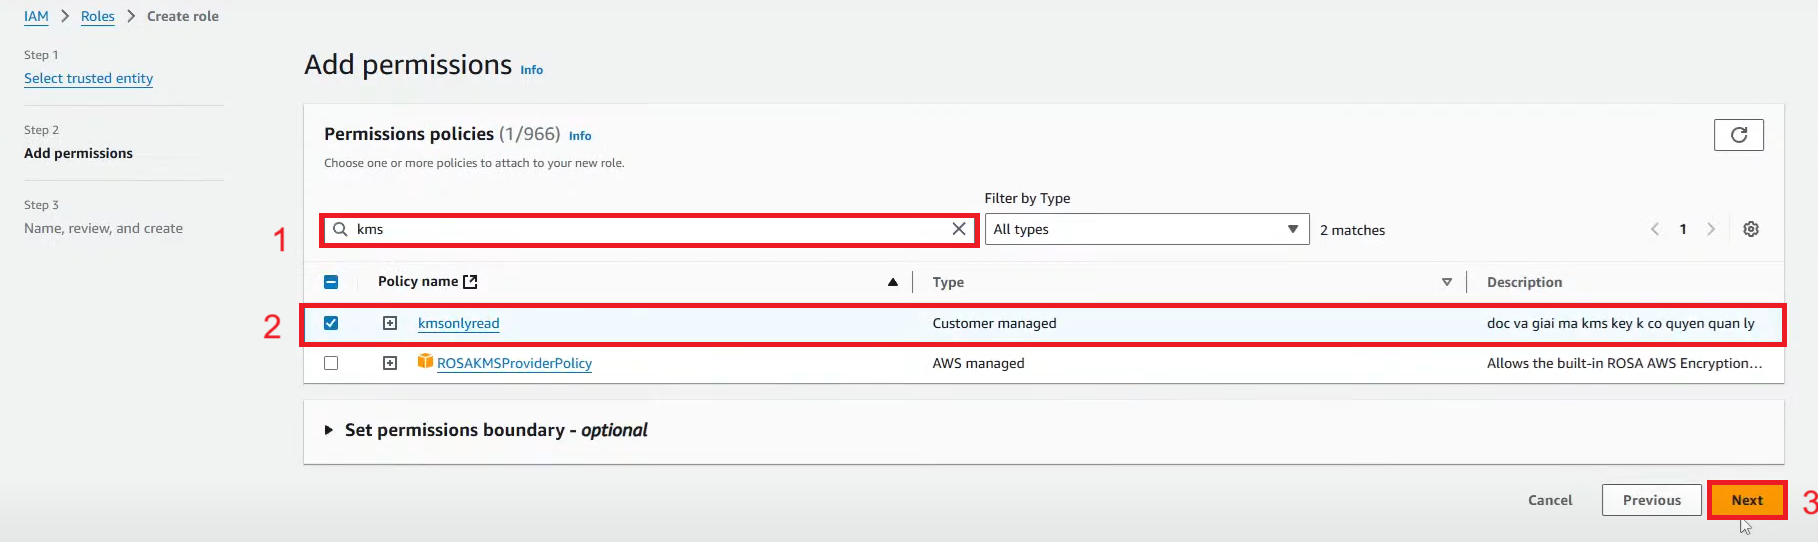 IAM > Roles > Create role
Step 1
Select trusted entity
Step 2
Add permissions
Step 3
Name, review, and create
Add permissions Info
Permissions policies (1/966) Info
Choose one or more policies to attach to your new role.
Filter by Type
1 kms All types 2 matches 1
Policy name Type Description
2 kmsonlyread Customer managed doc va giai ma kms key k co quyen quan ly
ROSAKMSProviderPolicy AWS managed Allows the built-in ROSA AWS Encryption...
Set permissions boundary - optional
Cancel Previous Next 3